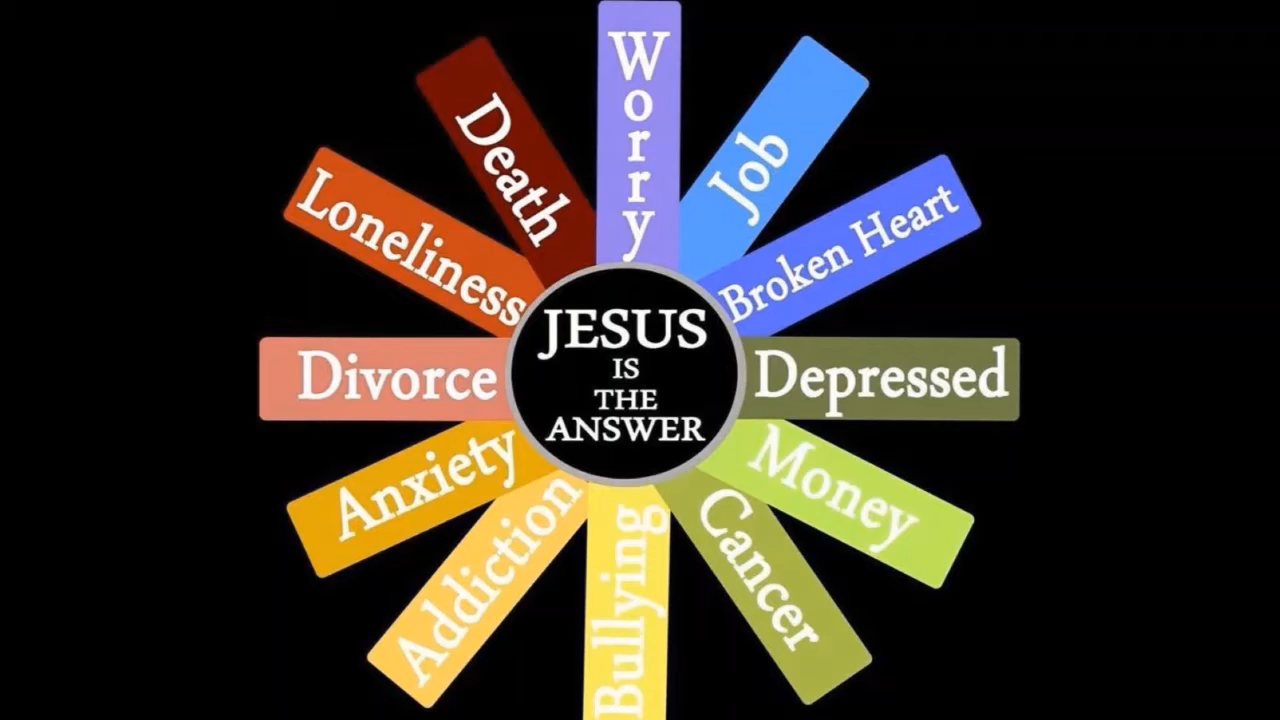 Worry
Job
Broken Heart
Depressed
Money
Cancer
Bullying
Addiction
Anxiety
Divorce
Loneliness
Death
JESUS
IS
THE
ANSWER